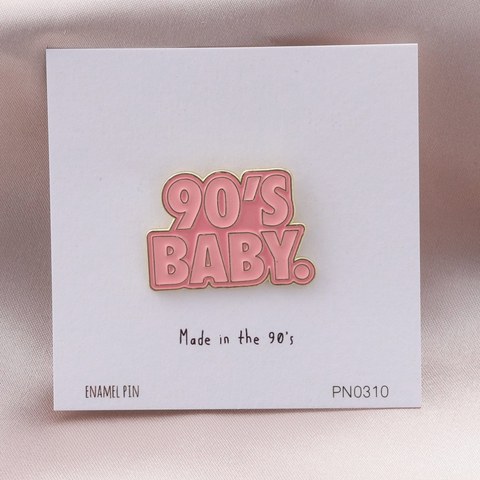 90'S
BABY.
Made in the 90's
ENAMEL PIN
PN0310